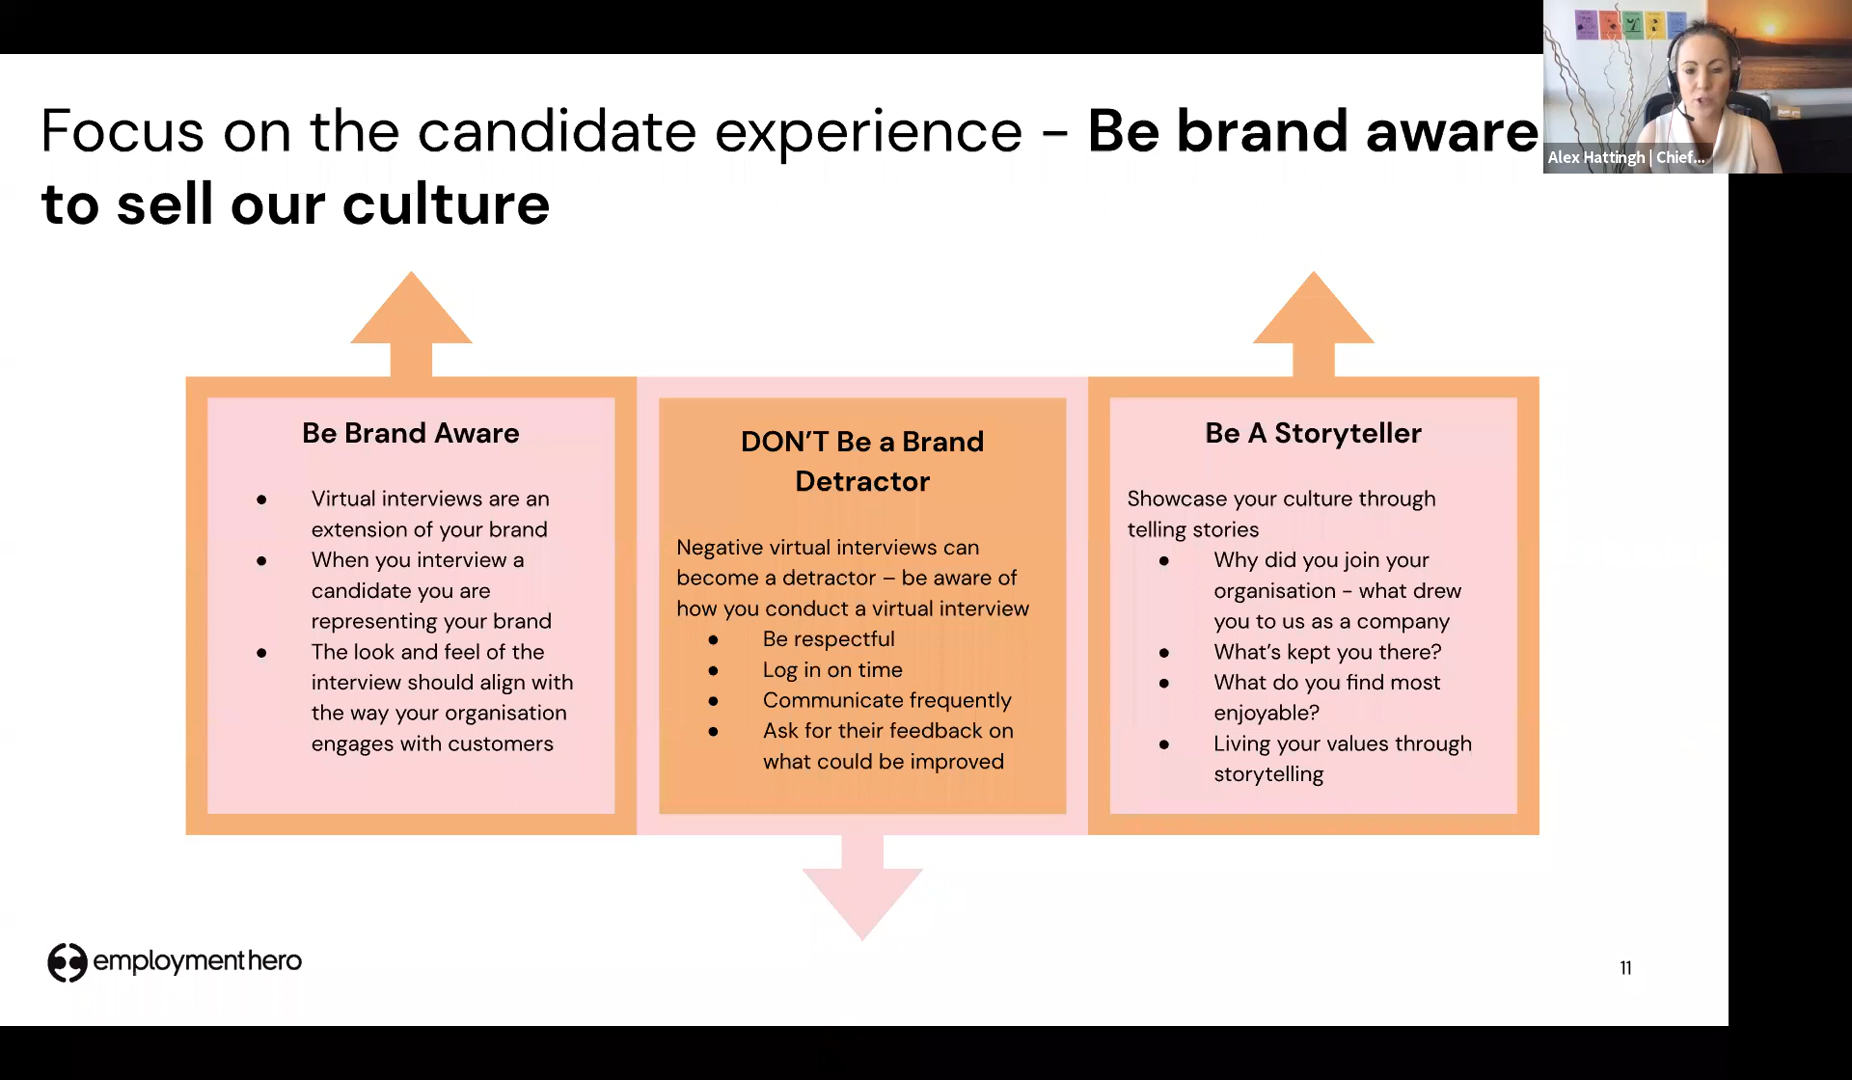 Focus on the candidate experience - Be brand aware
to sell our culture
Alex Hattingh | Chief...
Be Brand Aware
● Virtual interviews are an
extension of your brand
● When you interview a
candidate you are
representing your brand
● The look and feel of the
interview should align with
the way your organisation
engages with customers
DON'T Be a Brand
Detractor
Negative virtual interviews can
become a detractor – be aware of
how you conduct a virtual interview
● Be respectful
● Log in on time
● Communicate frequently
● Ask for their feedback on
what could be improved
Be A Storyteller
Showcase your culture through
telling stories
● Why did you join your
organisation - what drew
you to us as a company
● What's kept you there?
● What do you find most
enjoyable?
● Living your values through
storytelling
employmenthero
11